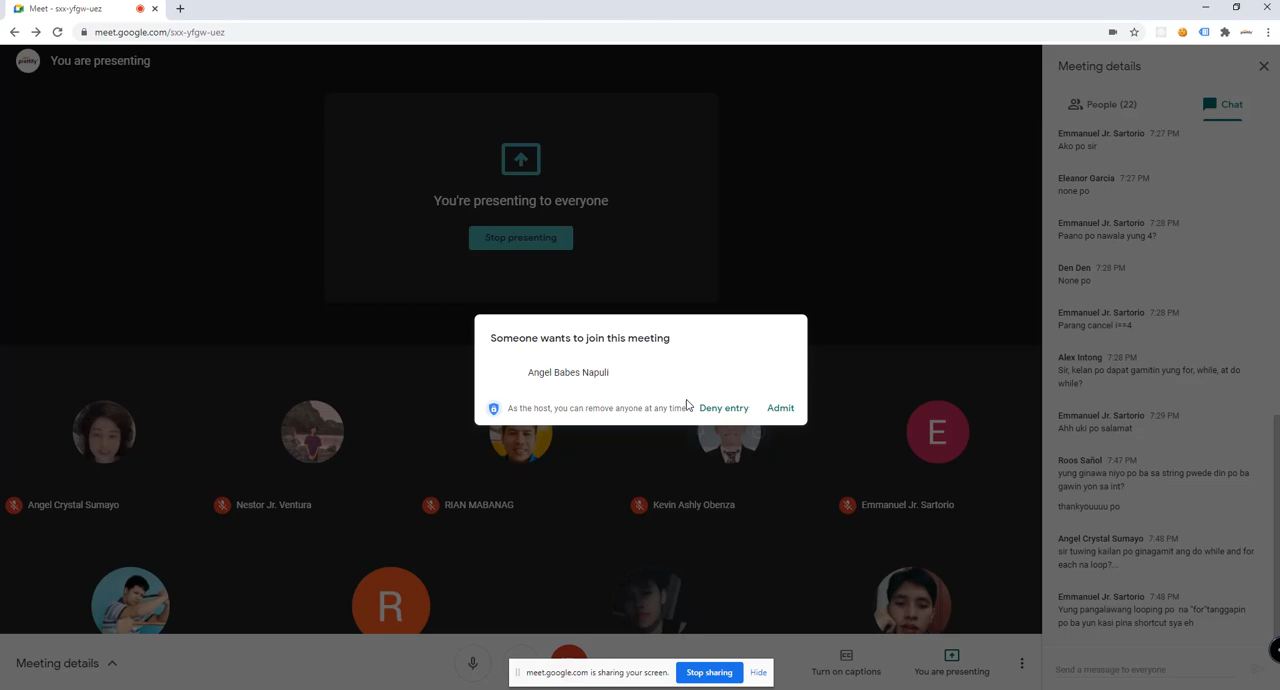 Meet - sxx-yfgw-uez
meet.google.com/sxx-yfgw-uez
You are presenting
You're presenting to everyone
Stop presenting
Someone wants to join this meeting
Angel Babes Napuli
As the host, you can remove anyone at any time.
Deny entry
Admit
Angel Crystal Sumayo
Nestor Jr. Ventura
RIAN MABANAG
Kevin Ashly Obenza
E
Emmanuel Jr. Sartorio
R
Meeting details
meet.google.com is sharing your screen.
Stop sharing
Hide
Turn on captions
You are presenting
Meeting details
People (22)
Chat
Emmanuel Jr. Sartorio 7:27 PM
Ako po sir
Eleanor Garcia 7:27 PM
none po
Emmanuel Jr. Sartorio 7:28 PM
Paano po nawala yung 4?
Den Den 7:28 PM
None po
Emmanuel Jr. Sartorio 7:28 PM
Parang cancel i==4
Alex Intong 7:28 PM
Sir, kelan po dapat gamitin yung for, while, at do
while?
Emmanuel Jr. Sartorio 7:29 PM
Ahh uki po salamat
Roos Sañol 7:47 PM
yung ginawa niyo po ba sa string pwede din po ba
gawin yon sa int?
thankyouuuu po
Angel Crystal Sumayo 7:48 PM
sir tuwing kailan po ginagamit ang do while and for
each na loop?...
Emmanuel Jr. Sartorio 7:48 PM
Yung pangalawang looping po na "for"tanggapin
po ba yun kasi pina shortcut sya eh
Send a message to everyone